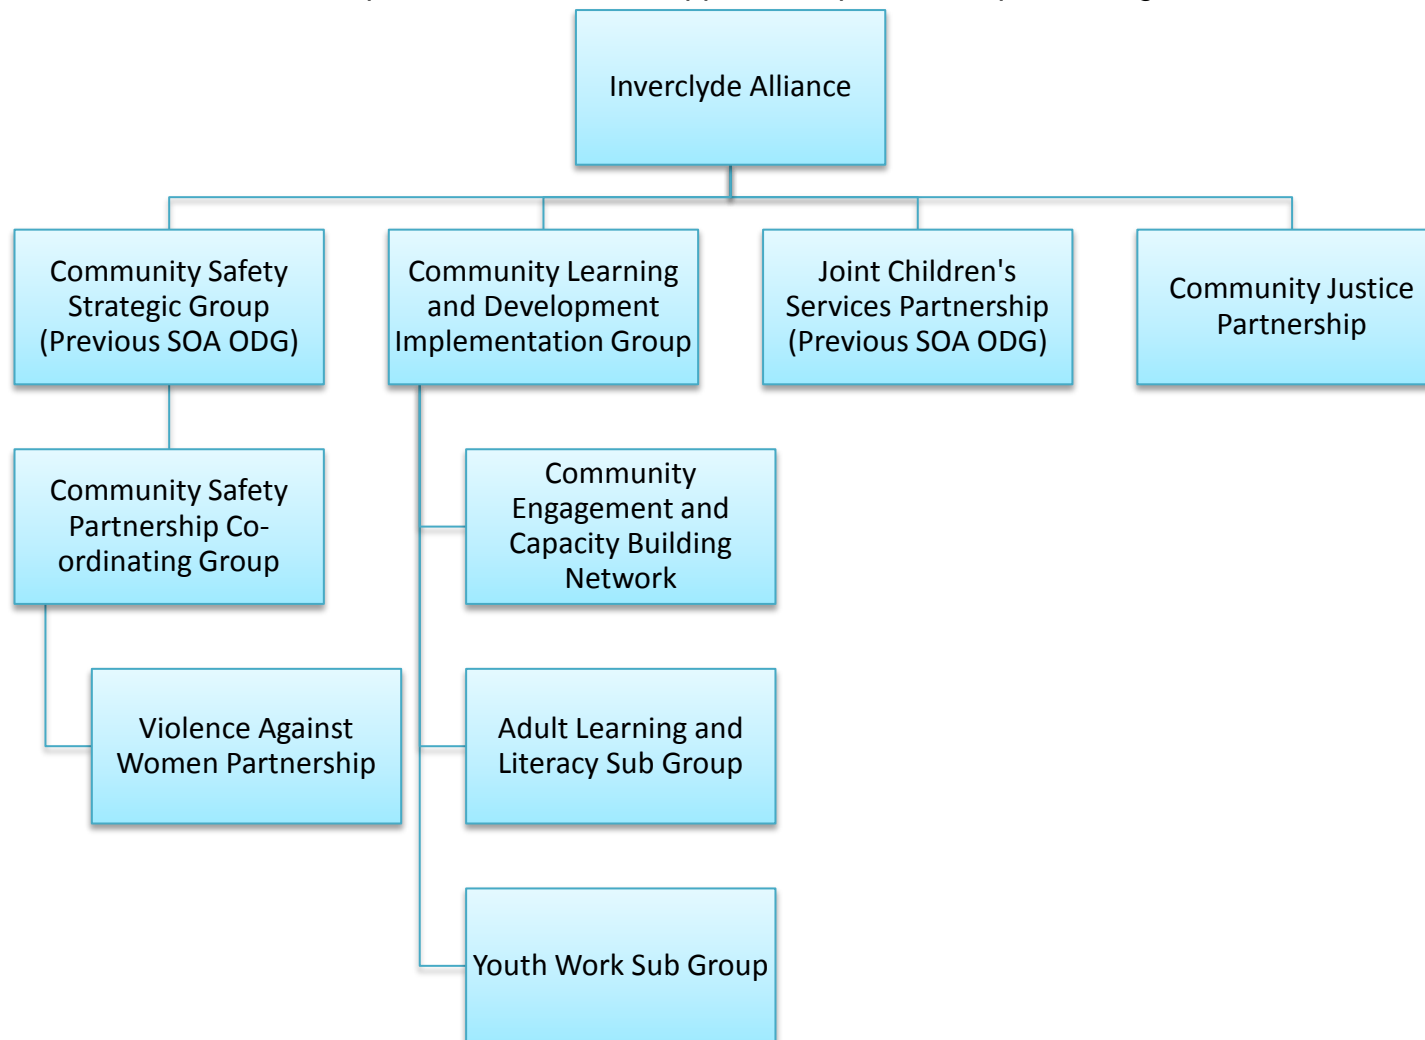 Inverclyde Alliance
Community Safety
Strategic Group
(Previous SOA ODG)
Community Learning
and Development
Implementation Group
Joint Children's
Services Partnership
(Previous SOA ODG)
Community Justice
Partnership
Community Safety
Partnership Co-
ordinating Group
Community
Engagement and
Capacity Building
Network
Violence Against
Women Partnership
Adult Learning and
Literacy Sub Group
Youth Work Sub Group